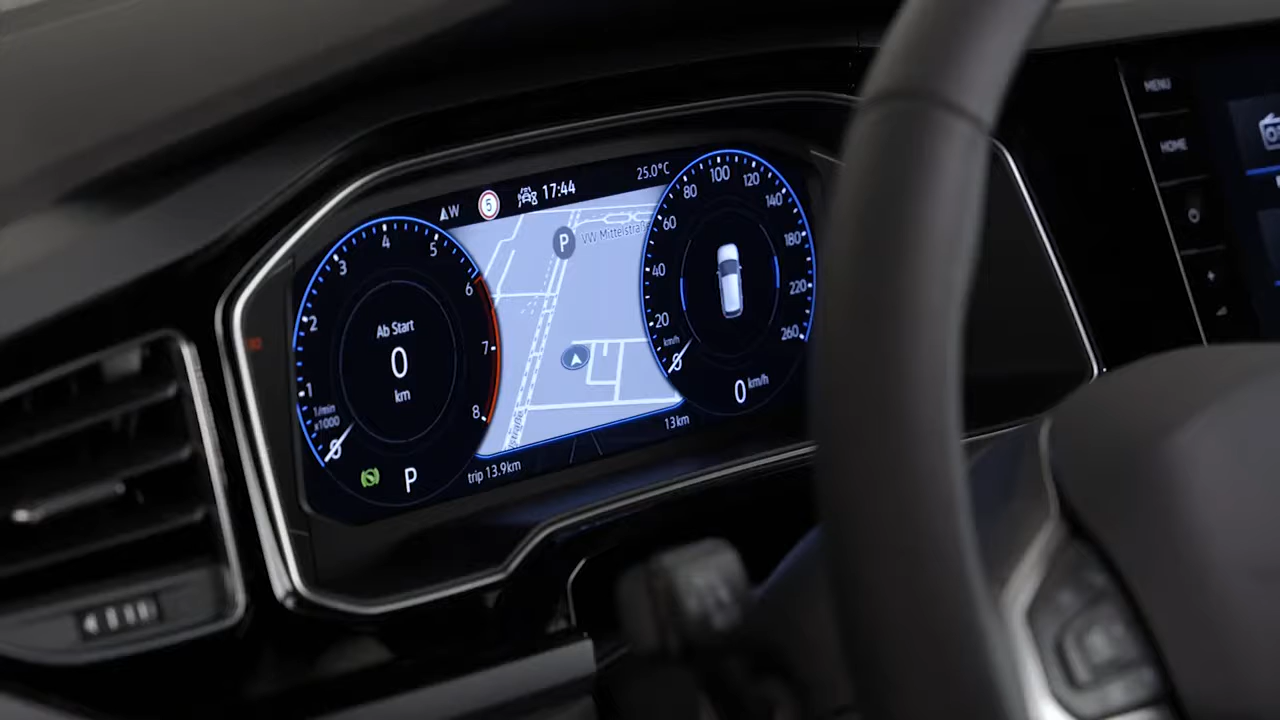 W
5
17:44
25.0°C
VW Mittelstraße
P
1
2
3
4
5
6
7
8
1/min
x1000
0
Ab Start
0
km
P
trip 13.9km
13km
20
40
60
80
100
120
140
180
220
260
km/h
0
0 km/h
MENU
HOME
+